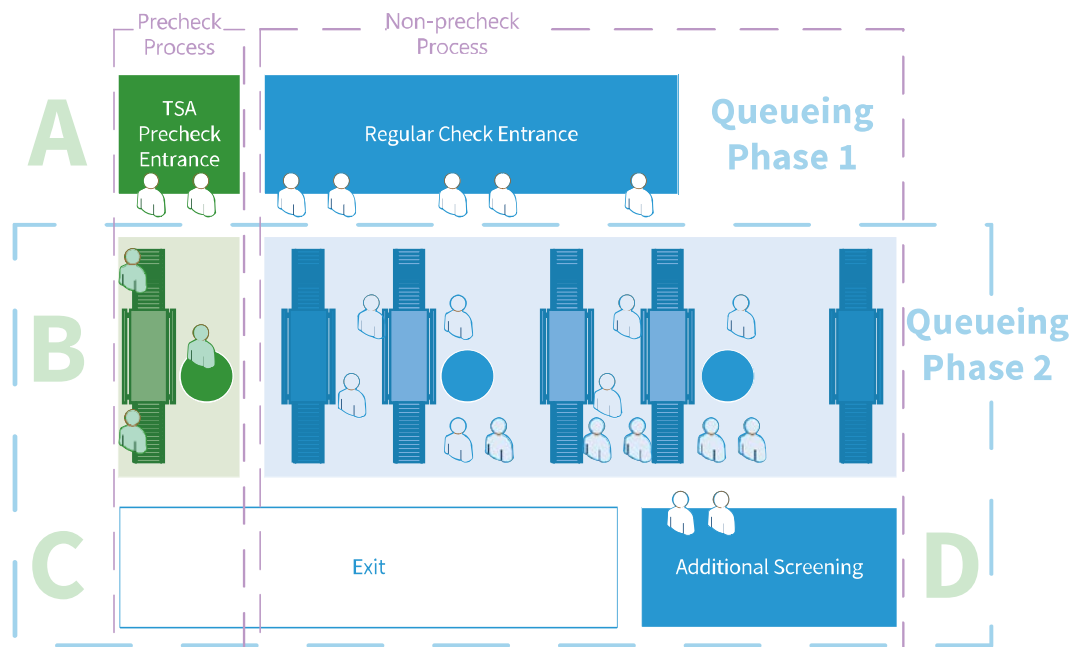 Precheck
Process
Non-precheck
Process
A
TSA
Precheck
Entrance
Regular Check Entrance
Queueing
Phase 1
B
Queueing
Phase 2
C
Exit
Additional Screening
D